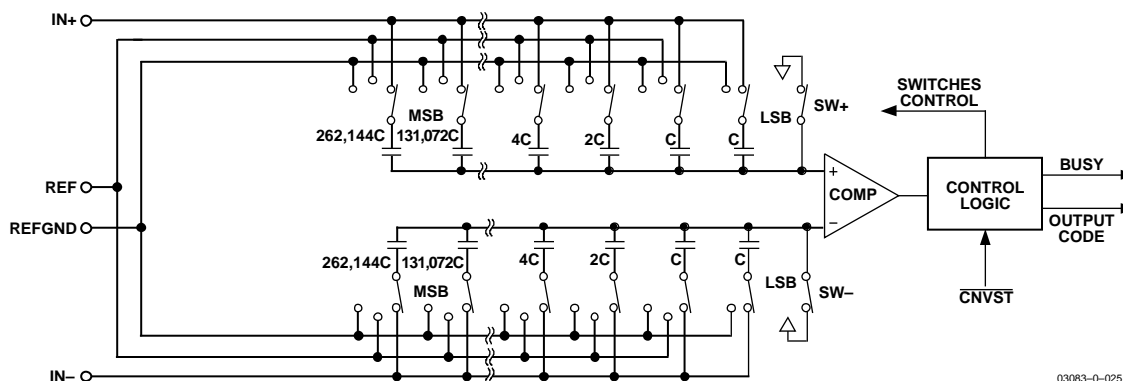 IN+
SWITCHES
CONTROL
MSB
LSB
SW+
262,144C 131,072C
4C
2C
C
C
REF
+
COMP
–
CONTROL
LOGIC
BUSY
REFGND
OUTPUT
CODE
262,144C 131,072C
4C
2C
C
C
MSB
LSB
SW–
CNVST
IN–
03083-0-025